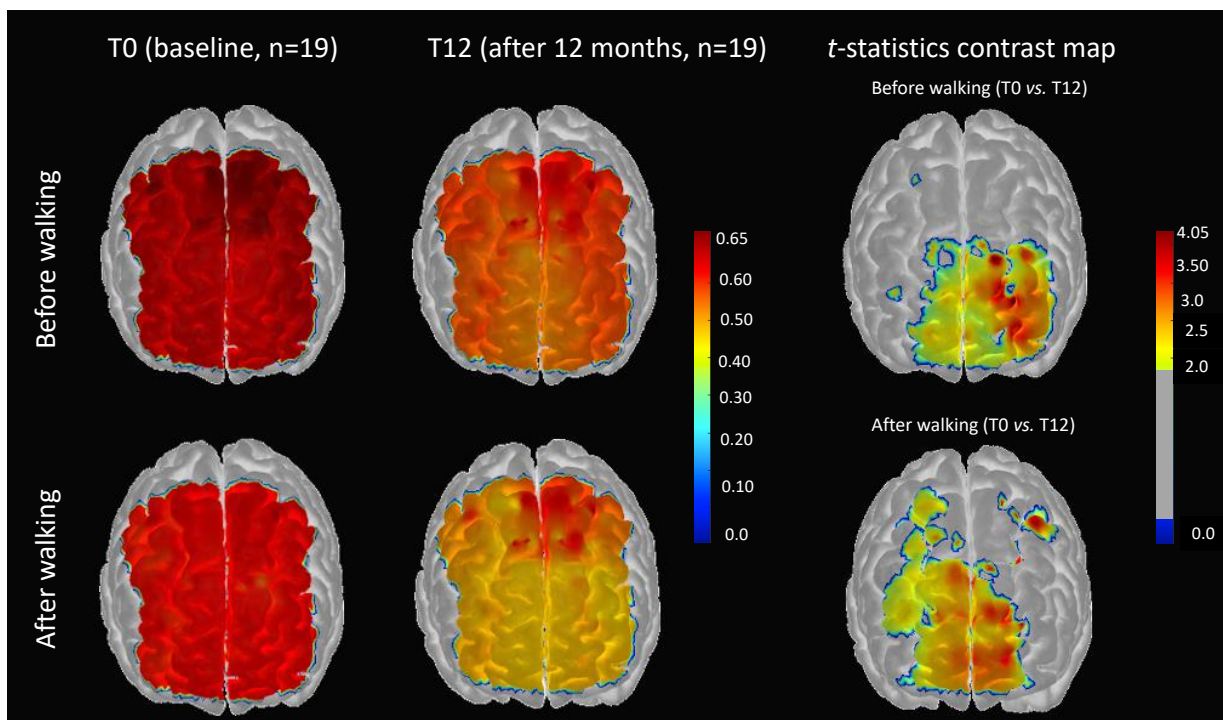 T0 (baseline, n=19)
T12 (after 12 months, n=19)
t-statistics contrast map
Before walking (T0 vs. T12)
Before walking
0.65
0.60
0.50
0.40
0.30
0.20
0.10
0.0
4.05
3.50
3.0
2.5
2.0
0.0
After walking (T0 vs. T12)
After walking